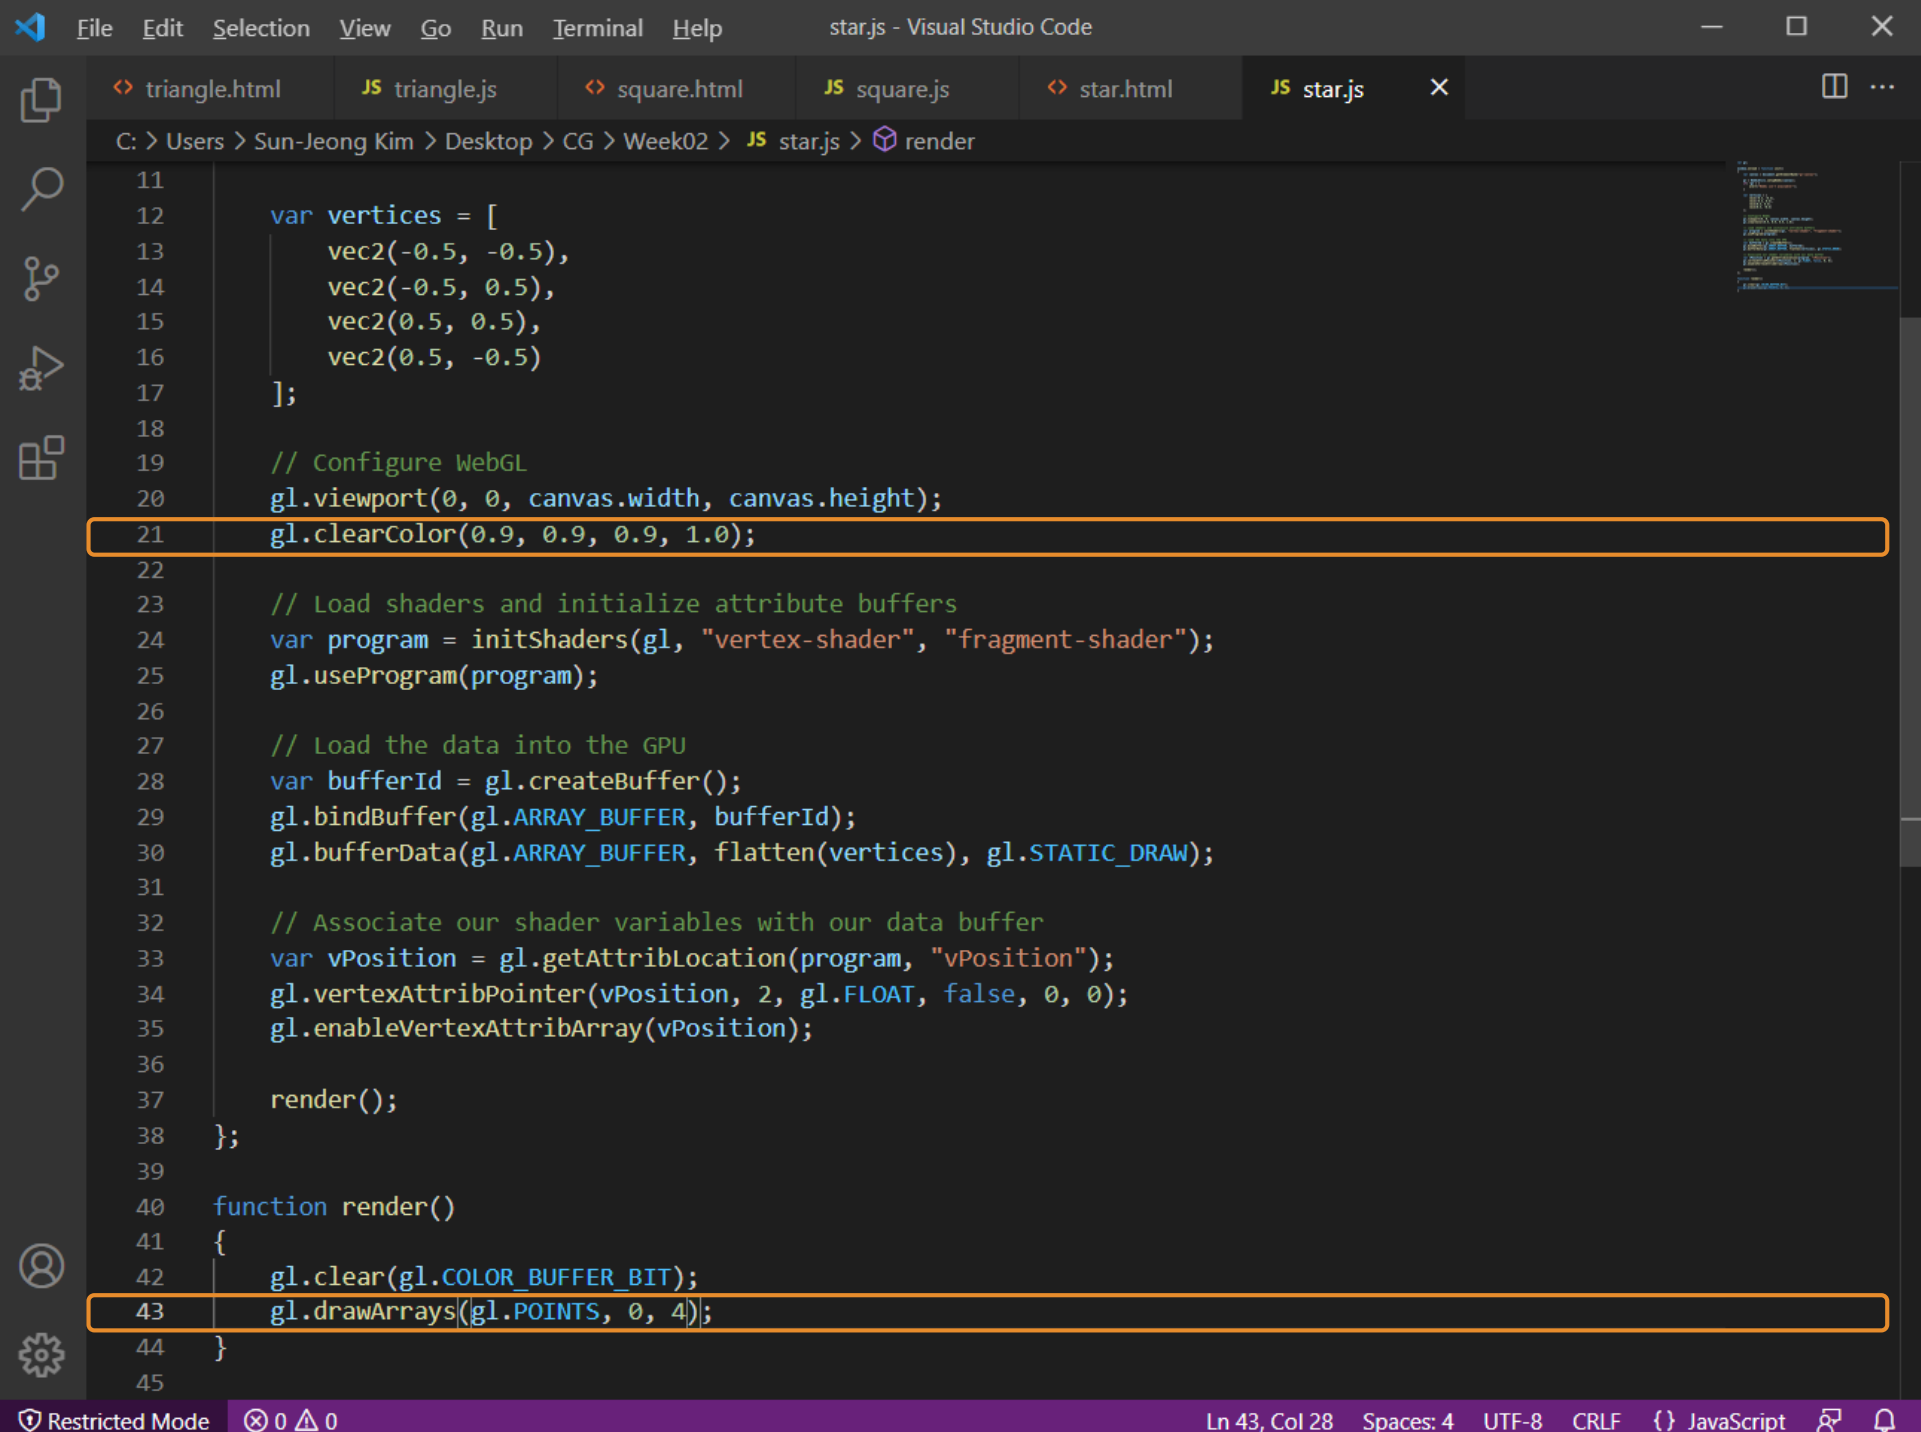 File Edit Selection View Go Run Terminal Help star.js - Visual Studio Code
triangle.html JS triangle.js square.html JS square.js star.html JS star.js
C: > Users > Sun-Jeong Kim > Desktop > CG > Week02 > JS star.js > render
11
12 var vertices = [
13 vec2(-0.5, -0.5),
14 vec2(-0.5, 0.5),
15 vec2(0.5, 0.5),
16 vec2(0.5, -0.5)
17 ];
18
19 // Configure WebGL
20 gl.viewport(0, 0, canvas.width, canvas.height);
21 gl.clearColor(0.9, 0.9, 0.9, 1.0);
22
23 // Load shaders and initialize attribute buffers
24 var program = initShaders(gl, "vertex-shader", "fragment-shader");
25 gl.useProgram(program);
26
27 // Load the data into the GPU
28 var bufferId = gl.createBuffer();
29 gl.bindBuffer(gl.ARRAY_BUFFER, bufferId);
30 gl.bufferData(gl.ARRAY_BUFFER, flatten(vertices), gl.STATIC_DRAW);
31
32 // Associate our shader variables with our data buffer
33 var vPosition = gl.getAttribLocation(program, "vPosition");
34 gl.vertexAttribPointer(vPosition, 2, gl.FLOAT, false, 0, 0);
35 gl.enableVertexAttribArray(vPosition);
36
37 render();
38 };
39
40 function render()
41 {
42 gl.clear(gl.COLOR_BUFFER_BIT);
43 gl.drawArrays(gl.POINTS, 0, 4);
44 }
45
Restricted Mode 0 0 Ln 43, Col 28 Spaces: 4 UTF-8 CRLF {} JavaScript